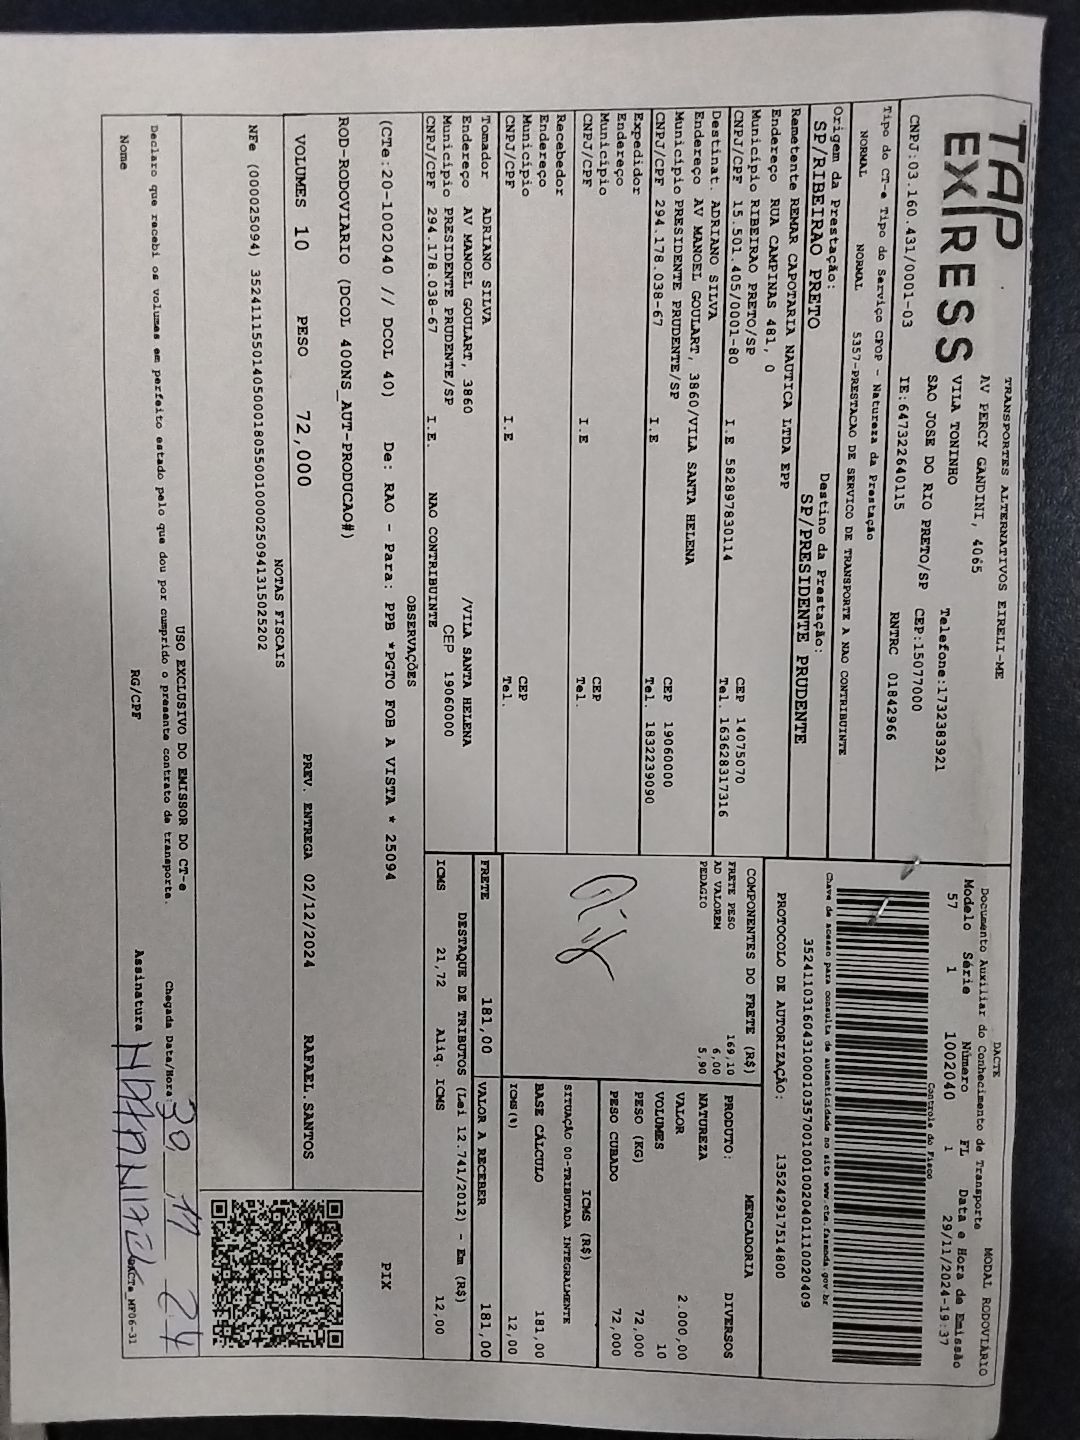 TAP
EXPRESS
TRANSPORTES ALTERNATIVOS EIRELI-ME
AV PERCY GANDINI, 4065
VILA TONINHO Telefone:1732383921
SAO JOSE DO RIO PRETO/SP CEP:15077000
CNPJ:03.160.431/0001-03 IE:647322640115 RNTRC 01842966
Tipo do CT-e Tipo do Serviço CFOP - Natureza da Prestação
NORMAL NORMAL 5357-PRESTACAO DE SERVICO DE TRANSPORTE A NAO CONTRIBUINTE
Origem da Prestação: Destino da Prestação:
SP/RIBEIRAO PRETO SP/PRESIDENTE PRUDENTE
Remetente REMAR CAPOTARIA NAUTICA LTDA EPP
Endereço RUA CAMPINAS 481, 0
Município RIBEIRAO PRETO/SP CEP 14075070
CNPJ/CPF 15.501.405/0001-80 I.E 582897830114 Tel. 163628317316
Destinat. ADRIANO SILVA
Endereço AV MANOEL GOULART, 3860/VILA SANTA HELENA
Município PRESIDENTE PRUDENTE/SP CEP 19060000
CNPJ/CPF 294.178.038-67 I.E Tel. 1832239090
Expedidor
Endereço
Município CEP
CNPJ/CPF I.E Tel.
Recebedor
Endereço
Município CEP
CNPJ/CPF I.E Tel.
Tomador ADRIANO SILVA
Endereço AV MANOEL GOULART, 3860 /VILA SANTA HELENA
Município PRESIDENTE PRUDENTE/SP CEP 19060000
CNPJ/CPF 294.178.038-67 I.E. NAO CONTRIBUINTE
DACTE MODAL RODOVIÁRIO
Documento Auxiliar do Conhecimento de Transporte
Modelo Série Número FL Data e Hora de Emissão
57 1 1002040 1 29/11/2024-19:37
Controle do Fisco
Chave de acesso para consulta de autenticidade no site www.cte.fazenda.gov.br
35241103160431000103570010010020401110020409
PROTOCOLO DE AUTORIZAÇÃO: 135242917514800
COMPONENTES DO FRETE (R$)
FRETE PESO 169,10
AD VALOREM 6,00
PEDAGIO 5,90
MERCADORIA
PRODUTO: DIVERSOS
NATUREZA
VALOR 2.000,00
VOLUMES 10
PESO (KG) 72,000
PESO CUBADO 72,000
ICMS (R$)
SITUAÇÃO 00-TRIBUTADA INTEGRALMENTE
BASE CÁLCULO 181,00
ICMS(%) 12,00
FRETE 181,00 VALOR A RECEBER 181,00
DESTAQUE DE TRIBUTOS (Lei 12.741/2012) - Em (R$)
ICMS 21,72 Aliq. ICMS 12,00
OBSERVAÇÕES
(CTe:20-1002040 // DCOL 40) De: RAO - Para: PPB *PGTO FOB A VISTA * 25094
ROD-RODOVIARIO (DCOL 400NS_AUT-PRODUCAO#)
PIX
VOLUMES 10 PESO 72,000 PREV. ENTREGA 02/12/2024 RAFAEL.SANTOS
NOTAS FISCAIS
NFe (000025094) 35241115501405000180550010000250941315025202
USO EXCLUSIVO DO EMISSOR DO CT-e
Declaro que recebi os volumes em perfeito estado pelo que dou por cumprido o presente contrato de transporte. Chegada Data/Hora: 30 11 24
Nome RG/CPF Assinatura